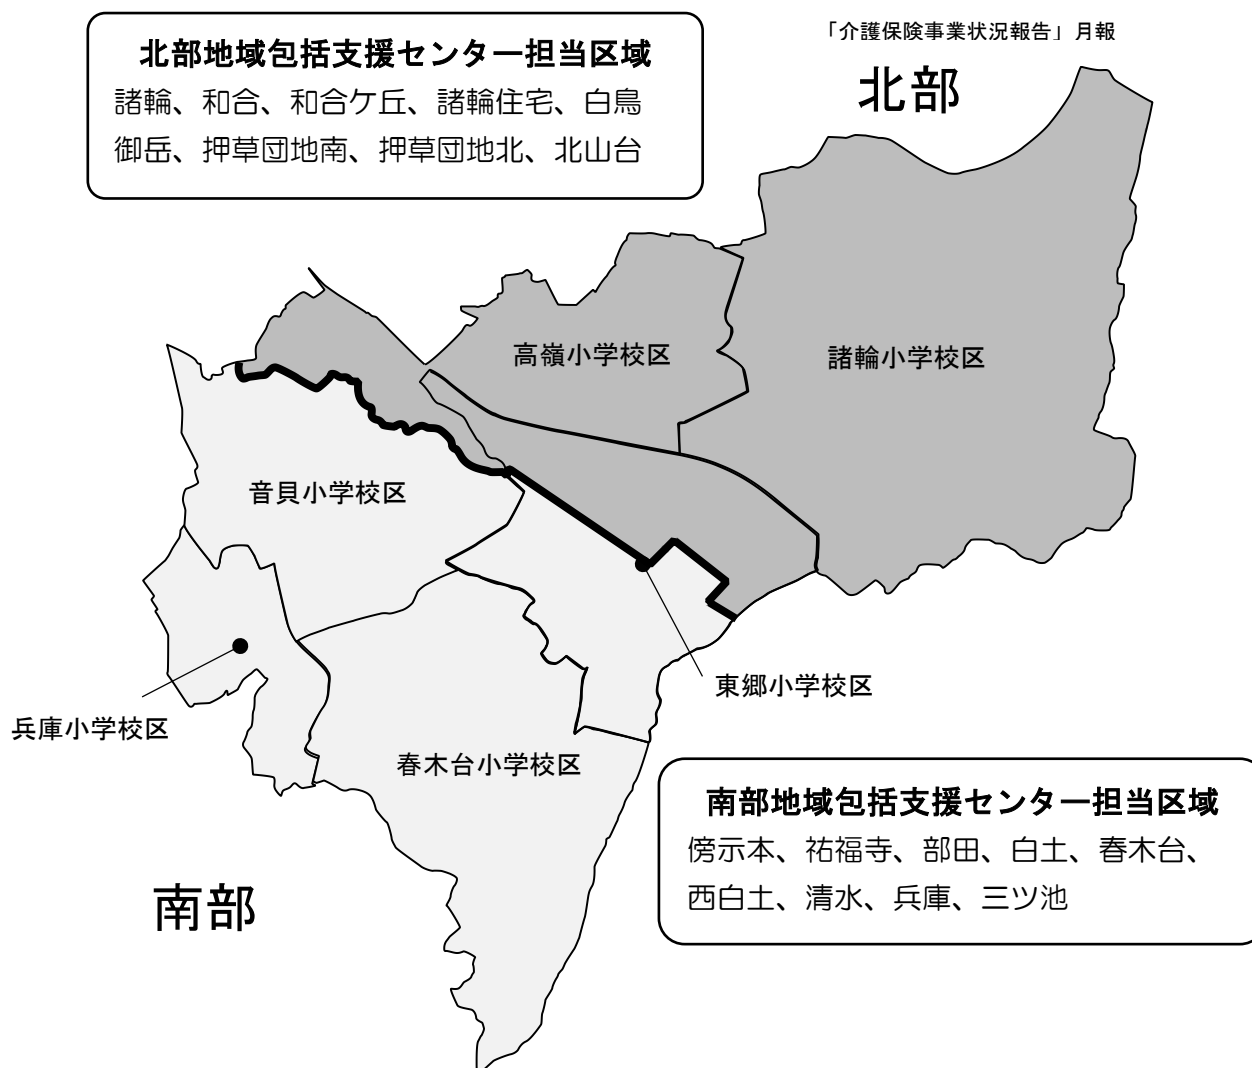 「介護保険事業状況報告」月報
北部地域包括支援センター担当区域
諸輪、和合、和合ケ丘、諸輪住宅、白鳥
御岳、押草団地南、押草団地北、北山台
北部
高嶺小学校区
諸輪小学校区
音貝小学校区
東郷小学校区
兵庫小学校区
春木台小学校区
南部地域包括支援センター担当区域
傍示本、祐福寺、部田、白土、春木台、
西白土、清水、兵庫、三ツ池
南部